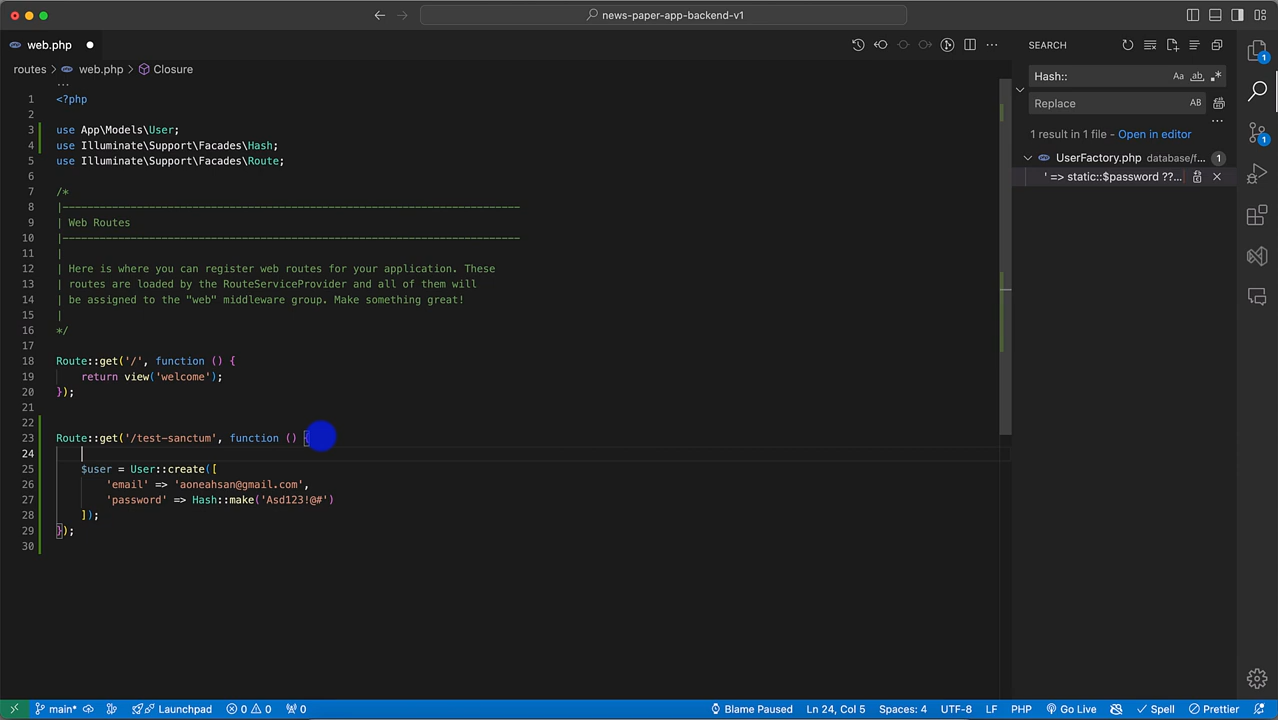 news-paper-app-backend-v1
web.php
routes > web.php > Closure
...
1 <?php
2
3 use App\Models\User;
4 use Illuminate\Support\Facades\Hash;
5 use Illuminate\Support\Facades\Route;
6
7 /*
8 |--------------------------------------------------------------------------
9 | Web Routes
10 |--------------------------------------------------------------------------
11 |
12 | Here is where you can register web routes for your application. These
13 | routes are loaded by the RouteServiceProvider and all of them will
14 | be assigned to the "web" middleware group. Make something great!
15 |
16 */
17
18 Route::get('/', function () {
19 return view('welcome');
20 });
21
22
23 Route::get('/test-sanctum', function () {
24
25 $user = User::create([
26 'email' => 'aoneahsan@gmail.com',
27 'password' => Hash::make('Asd123!@#')
28 ]);
29 });
30
SEARCH
Hash:: Aa ab .*
Replace AB
...
1 result in 1 file - Open in editor
UserFactory.php database/f... 1
' => static::$password ??...
1
1
main* Launchpad 0 0 0 Blame Paused Ln 24, Col 5 Spaces: 4 UTF-8 LF PHP Go Live Spell Prettier